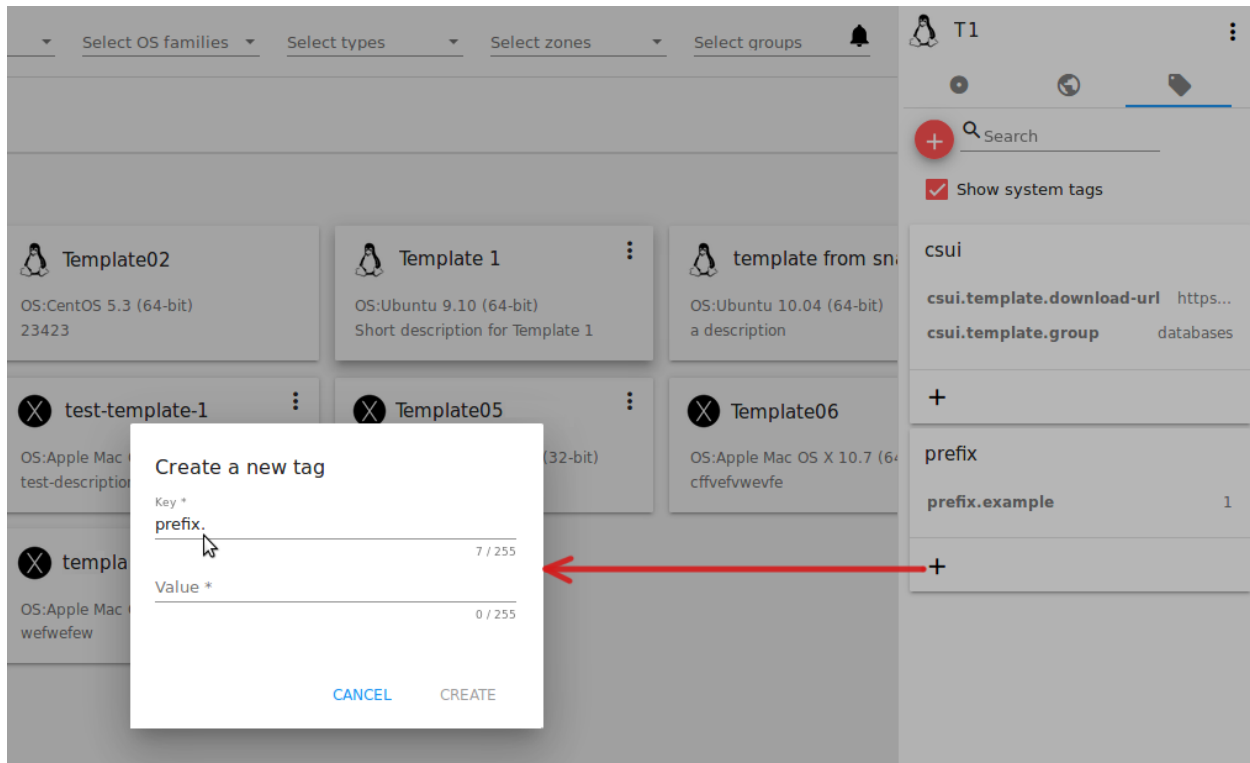 Select OS families
Select types
Select zones
Select groups
T1
Search
Show system tags
Template02
OS:CentOS 5.3 (64-bit)
23423
Template 1
OS:Ubuntu 9.10 (64-bit)
Short description for Template 1
template from sna
OS:Ubuntu 10.04 (64-bit)
a description
csui
csui.template.download-url https...
csui.template.group databases
+
test-template-1
OS:Apple Mac
test-description
Template05
(32-bit)
Template06
OS:Apple Mac OS X 10.7 (64
cffvefvwevfe
prefix
prefix.example 1
+
templa
OS:Apple Mac
wefwefew
Create a new tag
Key *
prefix.
7 / 255
Value *
0 / 255
CANCEL
CREATE